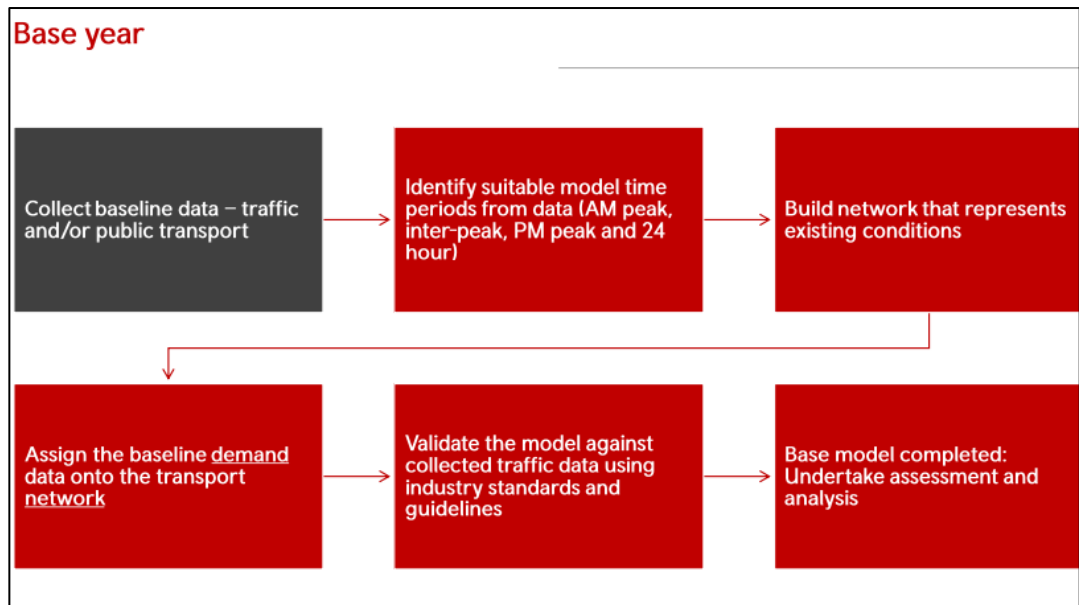 Base year
Collect baseline data – traffic
and/or public transport
Identify suitable model time
periods from data (AM peak,
inter-peak, PM peak and 24
hour)
Build network that represents
existing conditions
Assign the baseline demand
data onto the transport
network
Validate the model against
collected traffic data using
industry standards and
guidelines
Base model completed:
Undertake assessment and
analysis